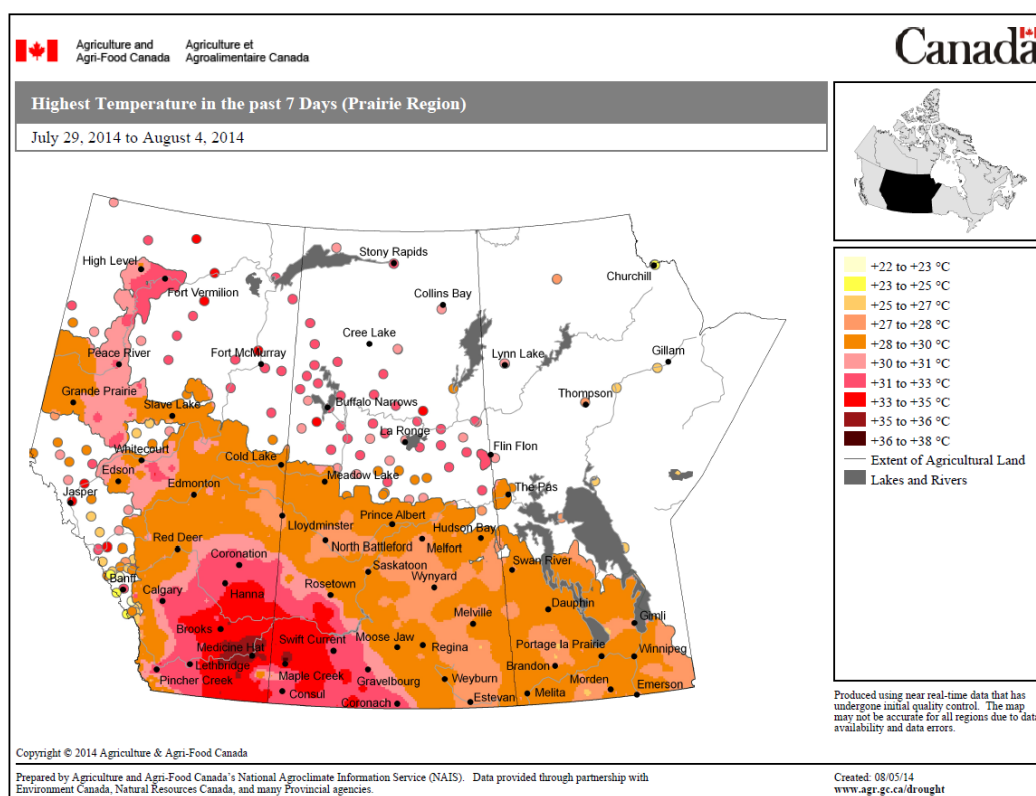 Agriculture and
Agri-Food Canada
Agriculture et
Agroalimentaire Canada
Canada
Highest Temperature in the past 7 Days (Prairie Region)
July 29, 2014 to August 4, 2014
High Level
Fort Vermilion
Stony Rapids
Collins Bay
Churchill
Cree Lake
Peace River
Fort McMurray
Lynn Lake
Gillam
Grande Prairie
Slave Lake
Buffalo Narrows
Thompson
La Ronge
Whitecourt
Cold Lake
Flin Flon
Edson
Edmonton
Meadow Lake
The Pas
Jasper
Lloydminster
Prince Albert
Hudson Bay
Red Deer
North Battleford
Melfort
Coronation
Saskatoon
Swan River
Banff
Hanna
Rosetown
Wynyard
Calgary
Melville
Dauphin
Gimli
Brooks
Swift Current
Moose Jaw
Regina
Portage la Prairie
Winnipeg
Medicine Hat
Lethbridge
Brandon
Pincher Creek
Maple Creek
Gravelbourg
Weyburn
Morden
Consul
Coronach
Estevan
Melita
Emerson
+22 to +23 °C
+23 to +25 °C
+25 to +27 °C
+27 to +28 °C
+28 to +30 °C
+30 to +31 °C
+31 to +33 °C
+33 to +35 °C
+35 to +36 °C
+36 to +38 °C
Extent of Agricultural Land
Lakes and Rivers
Produced using near real-time data that has
undergone initial quality control. The map
may not be accurate for all regions due to data
availability and data errors.
Copyright © 2014 Agriculture & Agri-Food Canada
Prepared by Agriculture and Agri-Food Canada's National Agroclimate Information Service (NAIS). Data provided through partnership with
Environment Canada, Natural Resources Canada, and many Provincial agencies.
Created: 08/05/14
www.agr.gc.ca/drought